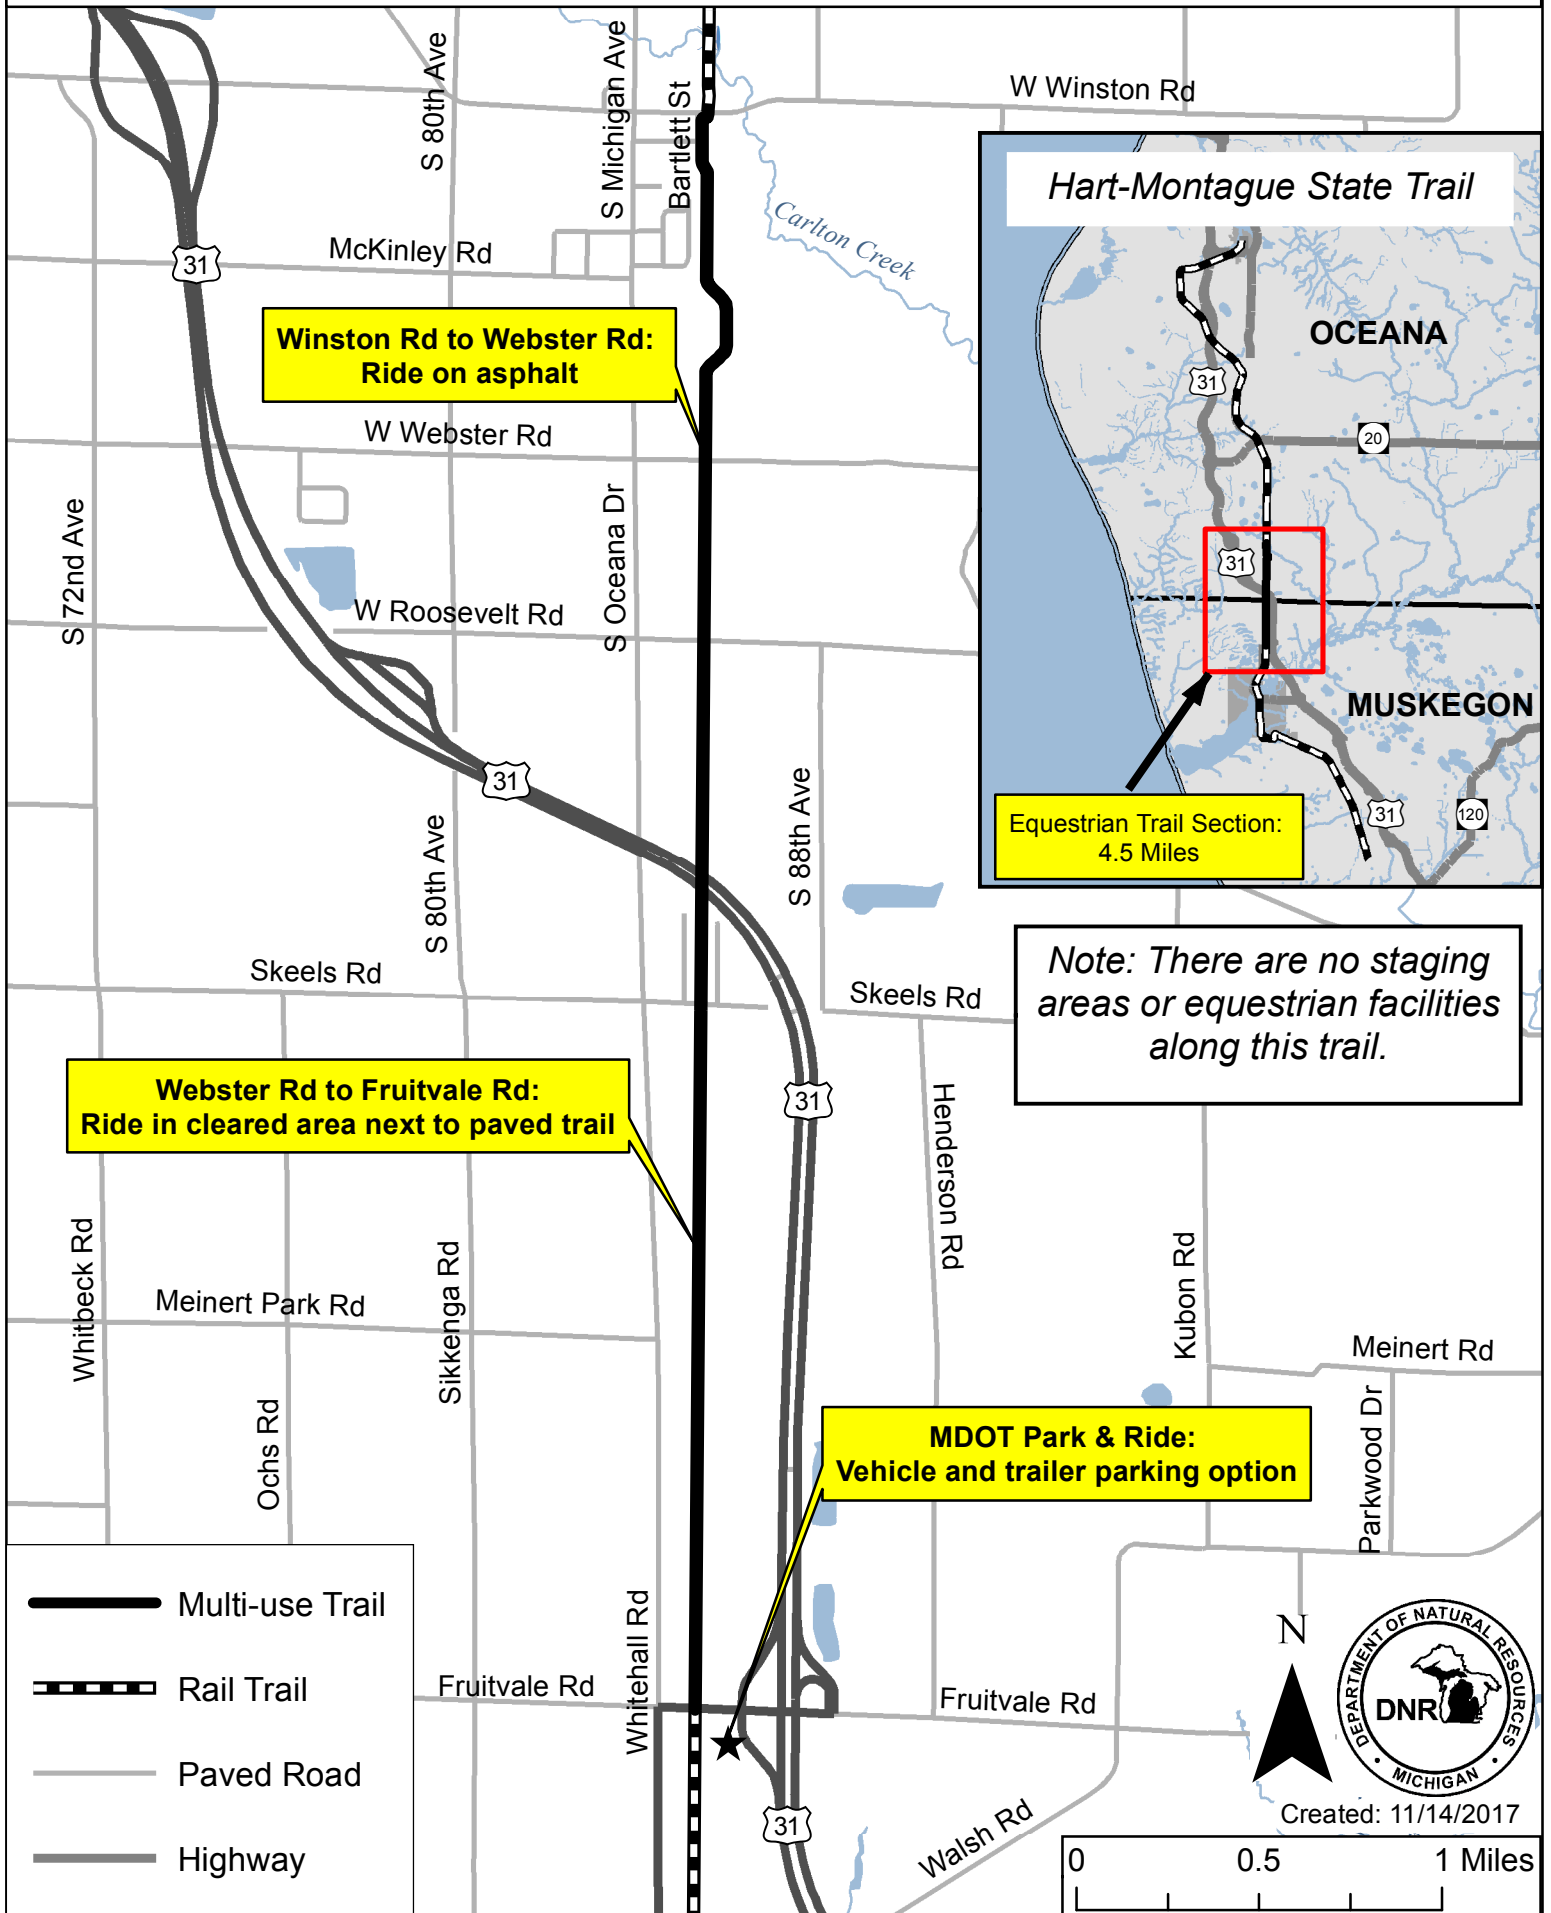 W Winston Rd
S 80th Ave
S Michigan Ave
Bartlett St
Hart-Montague State Trail
Carlton Creek
McKinley Rd
31
OCEANA
Winston Rd to Webster Rd:
Ride on asphalt
31
W Webster Rd
20
S 72nd Ave
S Oceana Dr
31
W Roosevelt Rd
MUSKEGON
31
S 88th Ave
31
120
Equestrian Trail Section:
4.5 Miles
S 80th Ave
Note: There are no staging
areas or equestrian facilities
along this trail.
Skeels Rd
Skeels Rd
Webster Rd to Fruitvale Rd:
Ride in cleared area next to paved trail
31
Henderson Rd
Whitbeck Rd
Sikkenga Rd
Kubon Rd
Meinert Park Rd
Meinert Rd
Ochs Rd
Parkwood Dr
MDOT Park & Ride:
Vehicle and trailer parking option
Multi-use Trail
Rail Trail
Paved Road
Highway
Whitehall Rd
Fruitvale Rd
Fruitvale Rd
N
DEPARTMENT OF NATURAL RESOURCES
DNR
MICHIGAN
Created: 11/14/2017
31
Walsh Rd
0 0.5 1 Miles